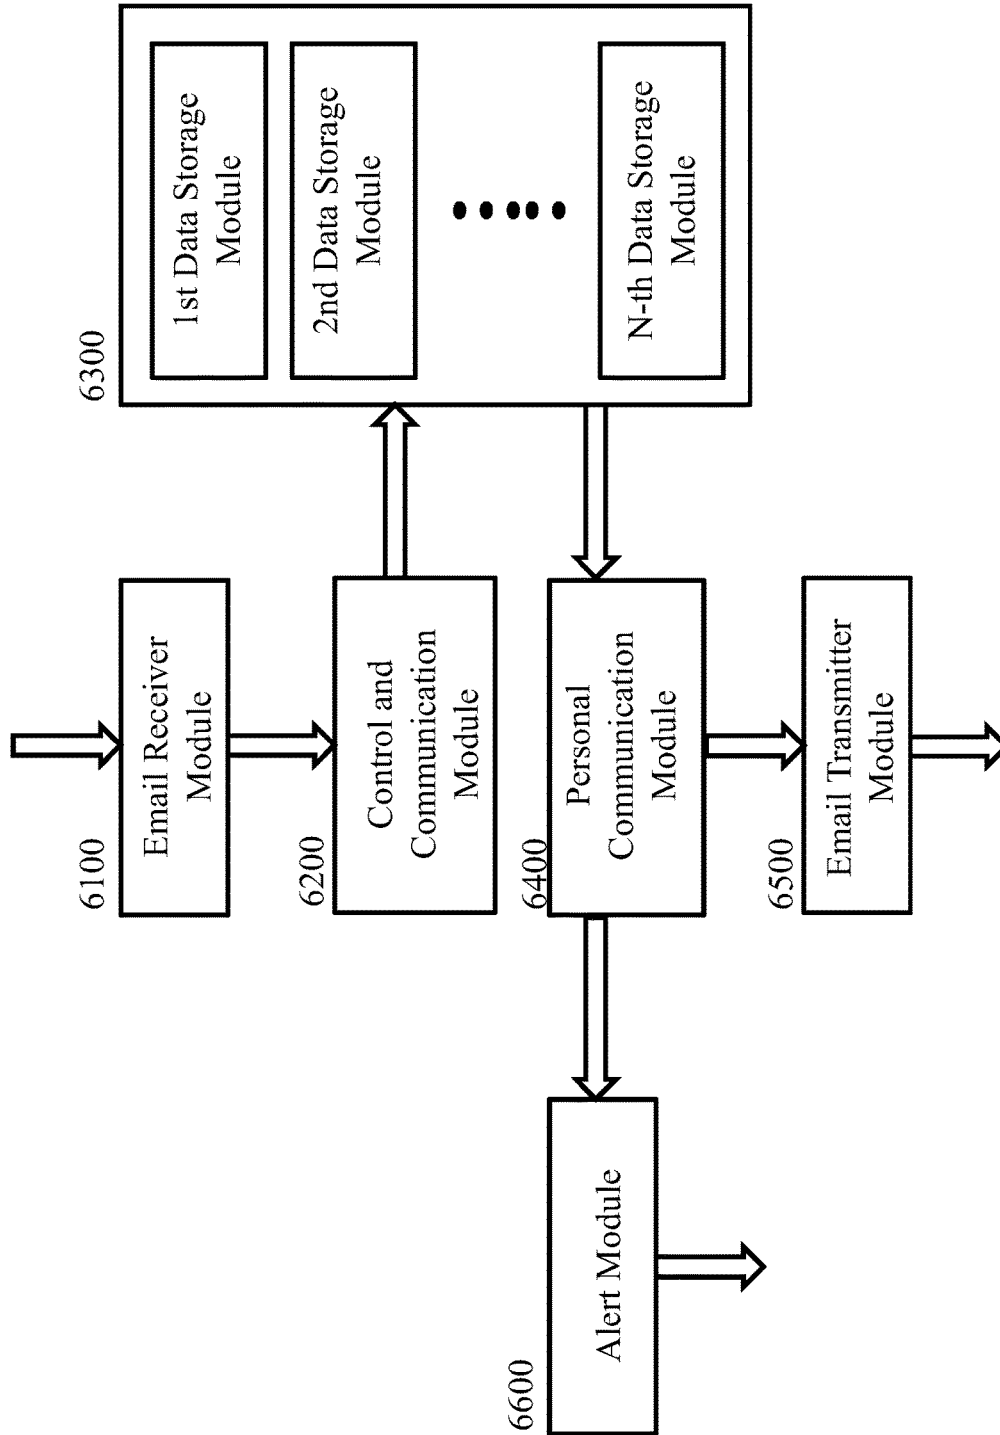 6300
1st Data Storage
Module
2nd Data Storage
Module
N-th Data Storage
Module
6100
Email Receiver
Module
6200
Control and
Communication
Module
6400
Personal
Communication
Module
6500
Email Transmitter
Module
6600
Alert Module